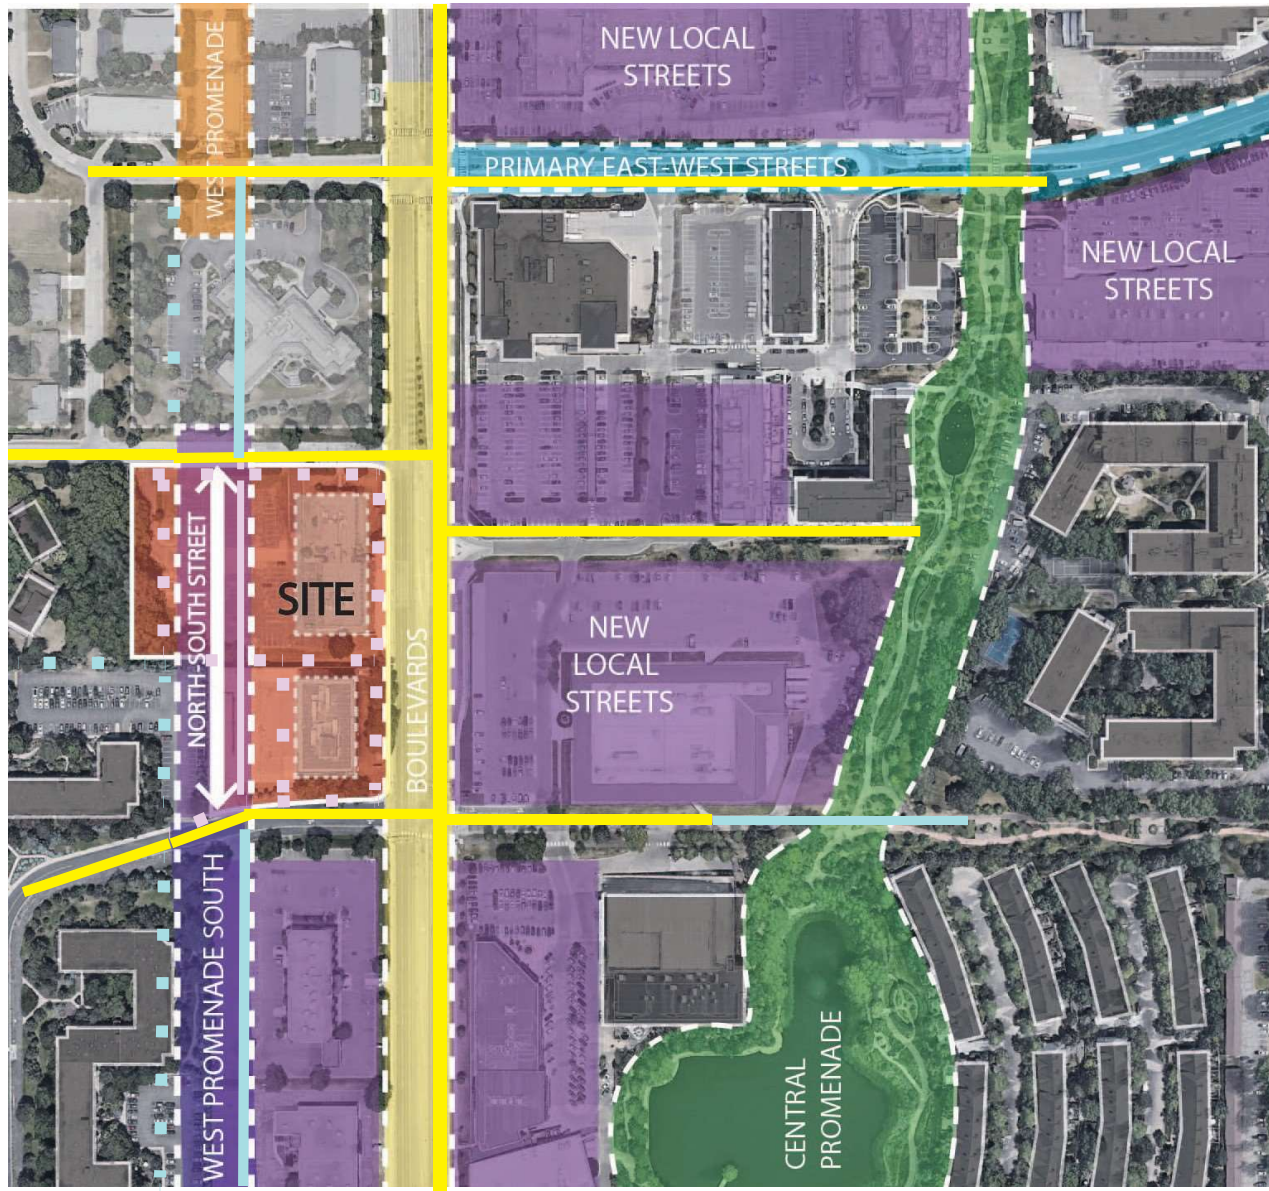 WEST PROMENADE
NEW LOCAL
STREETS
PRIMARY EAST-WEST STREETS
NEW LOCAL
STREETS
NORTH-SOUTH STREET
SITE
BOULEVARDS
NEW
LOCAL
STREETS
WEST PROMENADE SOUTH
CENTRAL
PROMENADE